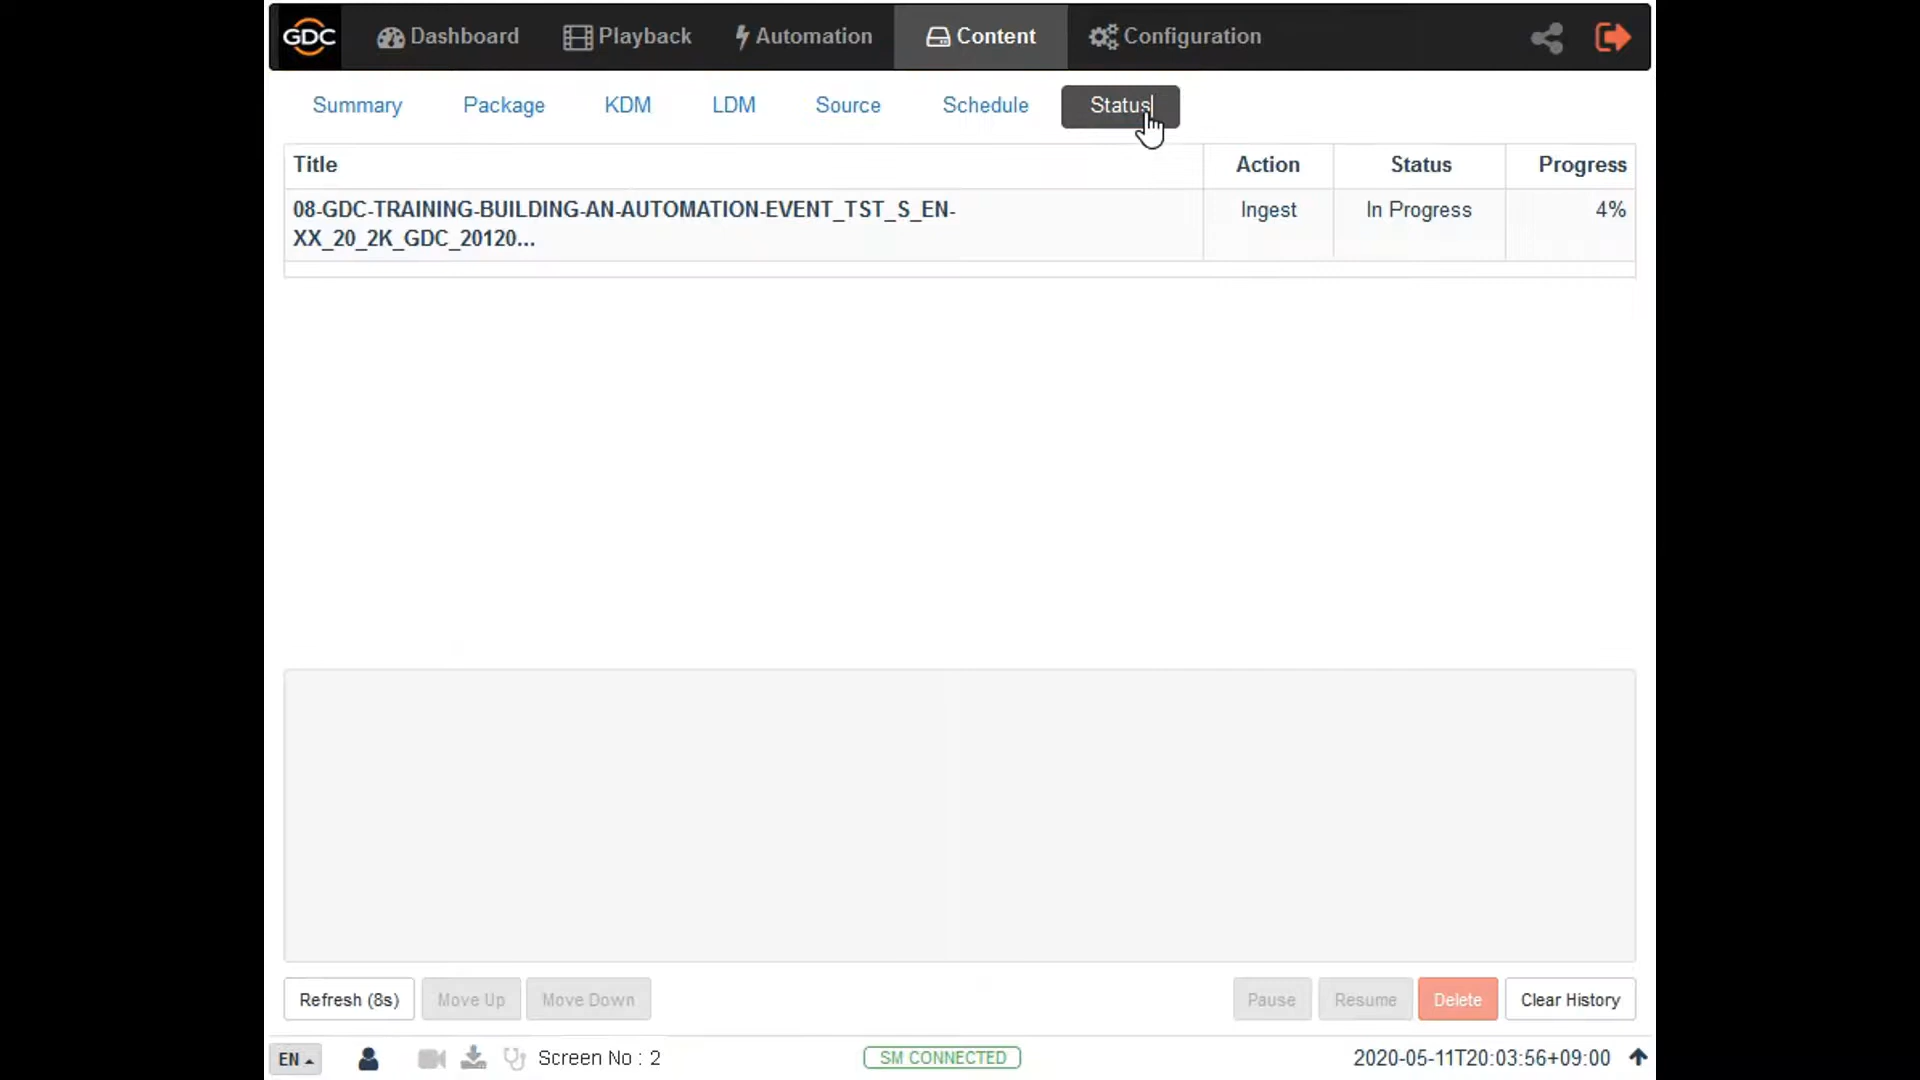 GDC Dashboard Playback Automation Content Configuration
Summary Package KDM LDM Source Schedule Status
Title Action Status Progress
08-GDC-TRAINING-BUILDING-AN-AUTOMATION-EVENT_TST_S_EN- Ingest In Progress 4%
XX_20_2K_GDC_20120...
Refresh (8s) Move Up Move Down Pause Resume Delete Clear History
EN Screen No : 2 SM CONNECTED 2020-05-11T20:03:56+09:00